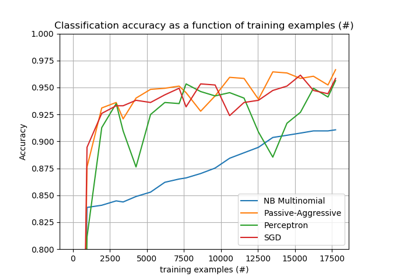 Classification accuracy as a function of training examples (#)
1.000
0.975
0.950
0.925
0.900
0.875
0.850
0.825
0.800
Accuracy
NB Multinomial
Passive-Aggressive
Perceptron
SGD
0 2500 5000 7500 10000 12500 15000 17500
training examples (#)